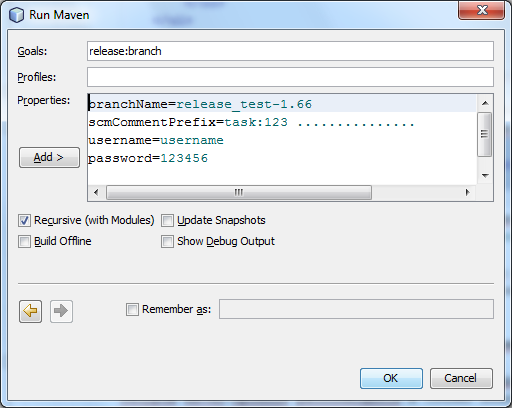 Run Maven
Goals: release:branch
Profiles:
Properties: branchName=release_test-1.66
scmCommentPrefix=task:123 ...............
username=username
Add > password=123456
Recursive (with Modules) Update Snapshots
Build Offline Show Debug Output
Remember as:
OK Cancel